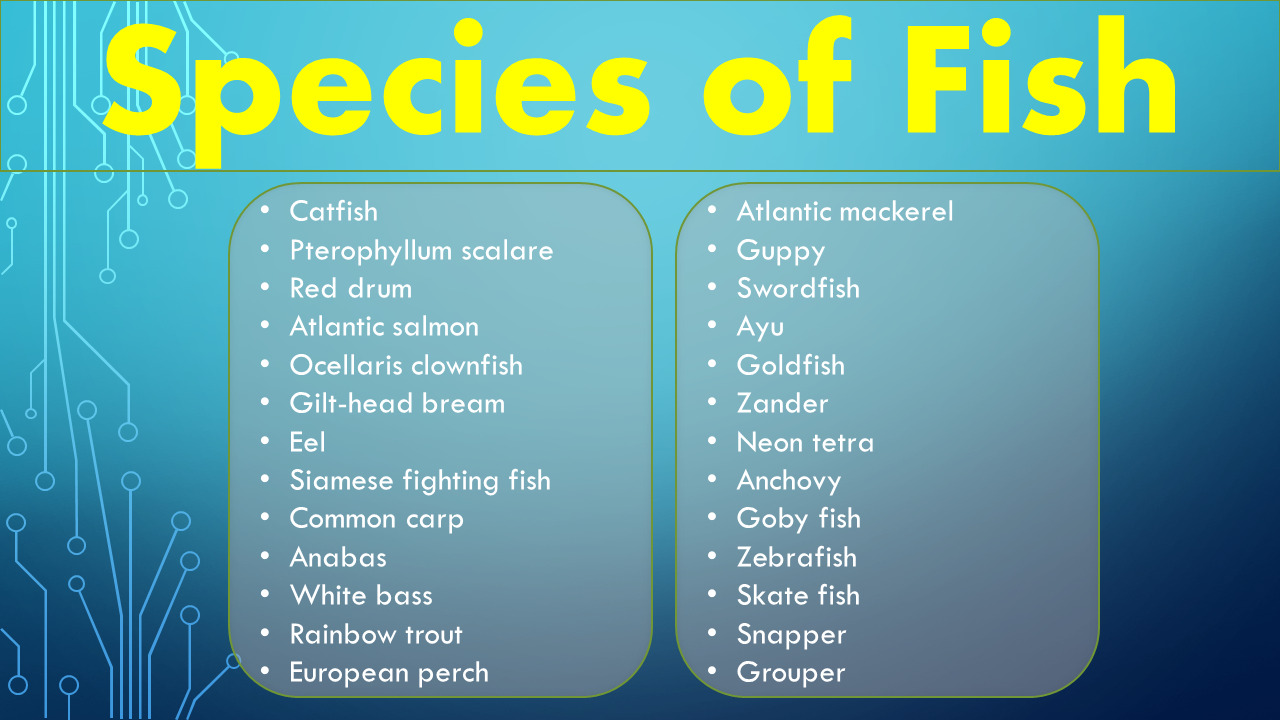 Species of Fish
• Catfish
• Pterophyllum scalare
• Red drum
• Atlantic salmon
• Ocellaris clownfish
• Gilt-head bream
• Eel
• Siamese fighting fish
• Common carp
• Anabas
• White bass
• Rainbow trout
• European perch
• Atlantic mackerel
• Guppy
• Swordfish
• Ayu
• Goldfish
• Zander
• Neon tetra
• Anchovy
• Goby fish
• Zebrafish
• Skate fish
• Snapper
• Grouper